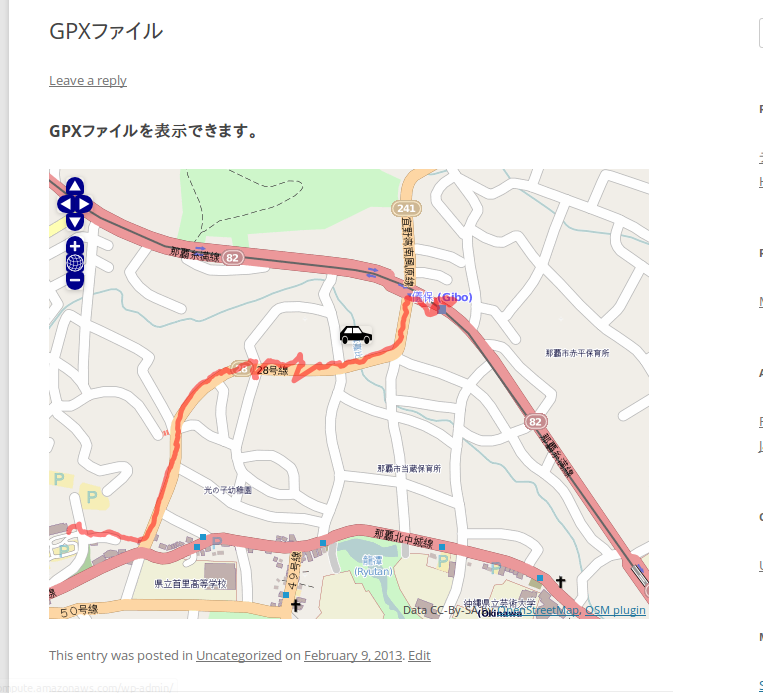 GPXファイル
Leave a reply
GPXファイルを表示できます。
241
宜野湾南風原線
那覇糸満線
82
儀保 (Gibo)
那覇市赤平保育所
28号線
82
那覇糸満線
那覇市当蔵保育所
光の子幼稚園
P
P
P
P
P
那覇北中城線
龍潭
(Ryutan)
県立首里高等学校
49号線
50号線
沖縄県立芸術大学
(Okinawa
Data CC-By-SA by OpenStreetMap, OSM plugin
This entry was posted in Uncategorized on February 9, 2013. Edit
mpute.amazonaws.com/wp-admin/